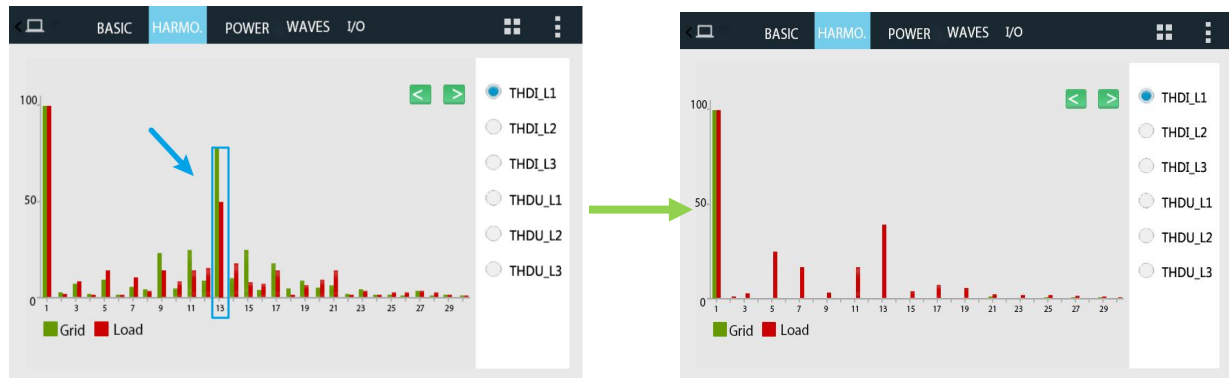 BASIC HARMO. POWER WAVES I/O
100
50
0
1 3 5 7 9 11 13 15 17 19 21 23 25 27 29
Grid Load
THDI_L1
THDI_L2
THDI_L3
THDU_L1
THDU_L2
THDU_L3
BASIC HARMO. POWER WAVES I/O
100
50
0
1 3 5 7 9 11 13 15 17 19 21 23 25 27 29
Grid Load
THDI_L1
THDI_L2
THDI_L3
THDU_L1
THDU_L2
THDU_L3